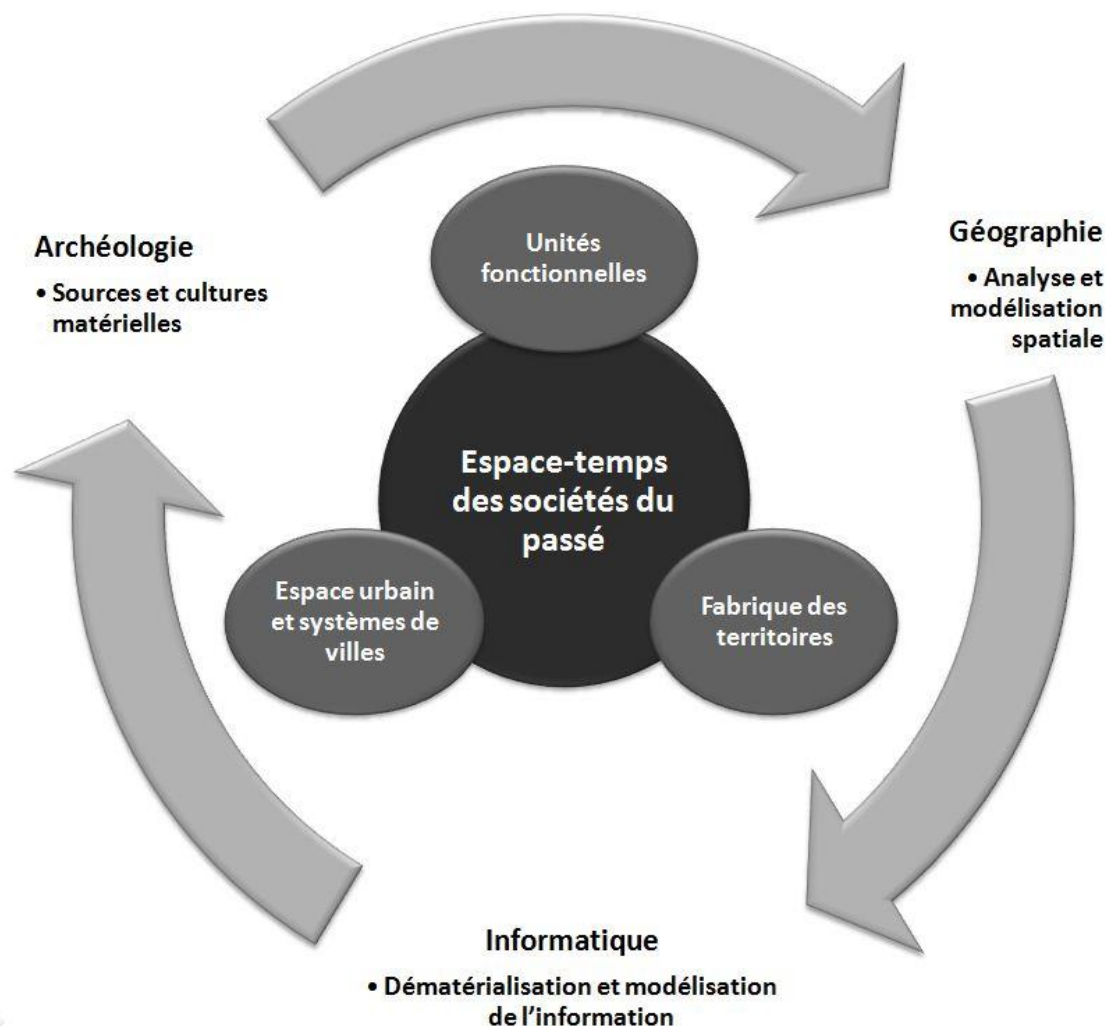 Unités
fonctionnelles
Archéologie
• Sources et cultures
matérielles
Géographie
• Analyse et
modélisation
spatiale
Espace-temps
des sociétés du
passé
Espace urbain
et systèmes de
villes
Fabrique des
territoires
Informatique
• Dématérialisation et modélisation
de l'information